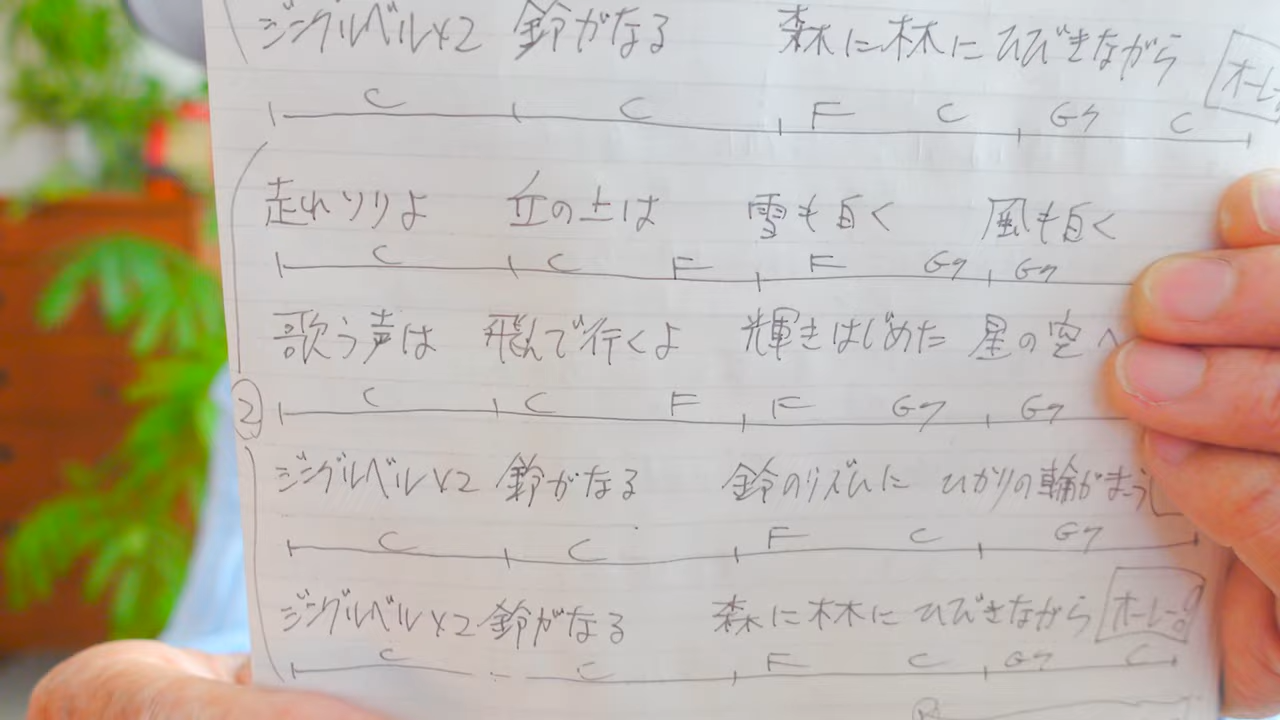 ジングルベル×2 鈴がなる 森に林に ひびきながら オーレー
C C F C G7 C
走れソリよ 丘の上は 雪も白く 風も白く
C C F F G7 G7
歌う声は 飛んで行くよ 輝きはじめた 星の空へ
② C C F F G7 G7
ジングルベル×2 鈴がなる 鈴のリズムに ひかりの輪がまう
C C F C G7
ジングルベル×2 鈴がなる 森に林に ひびきながら オーレー!
C C F C G7 C